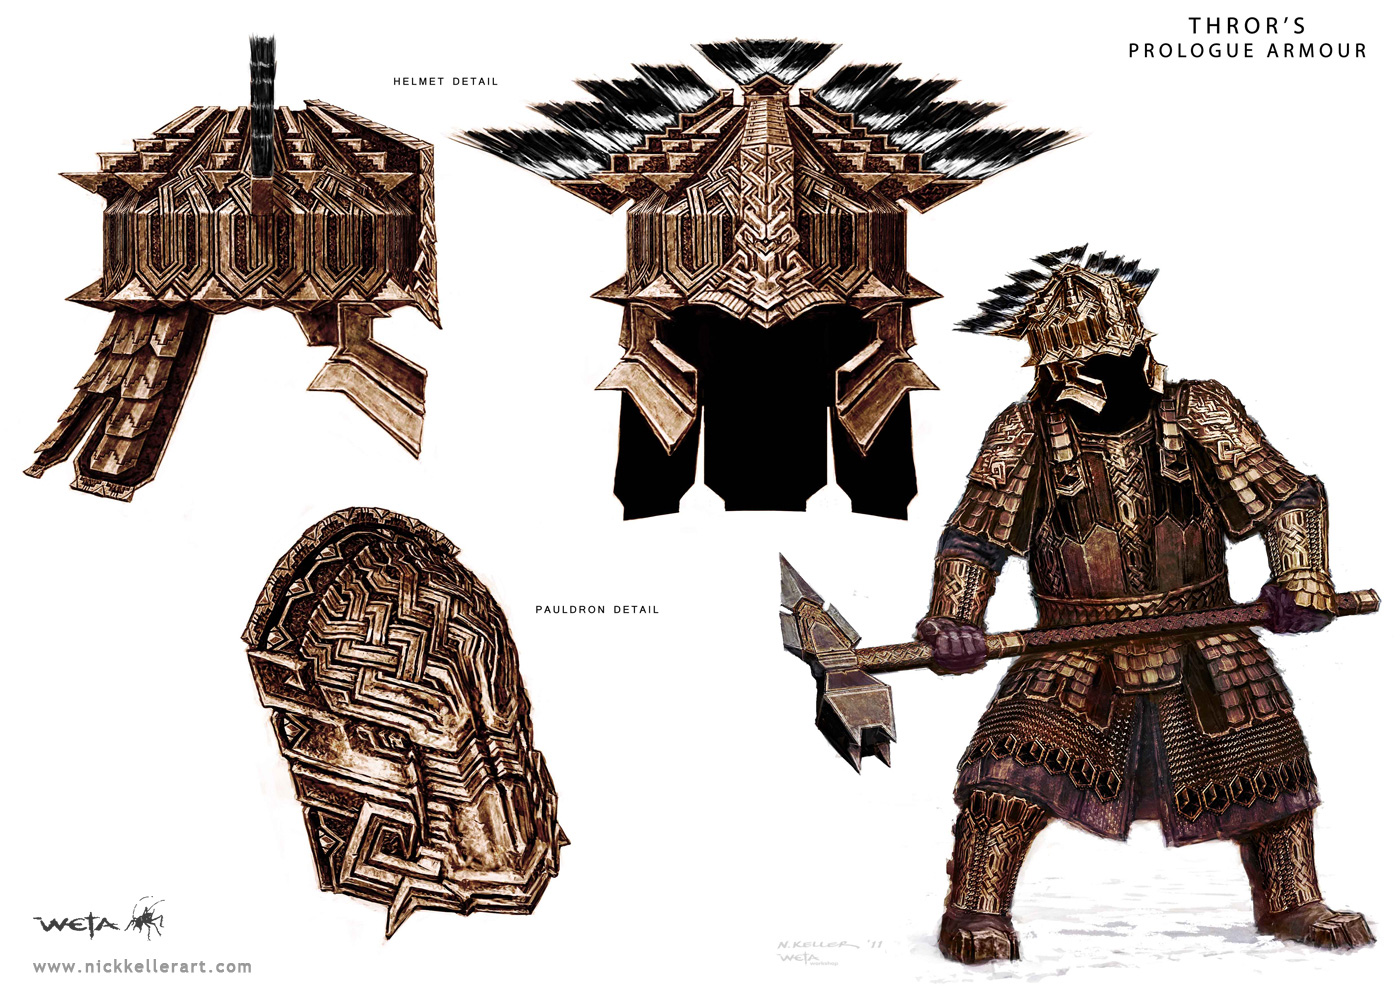 THROR'S
PROLOGUE ARMOUR
HELMET DETAIL
PAULDRON DETAIL
WETA
www.nickkellerart.com
N. KELLER '11
WETA